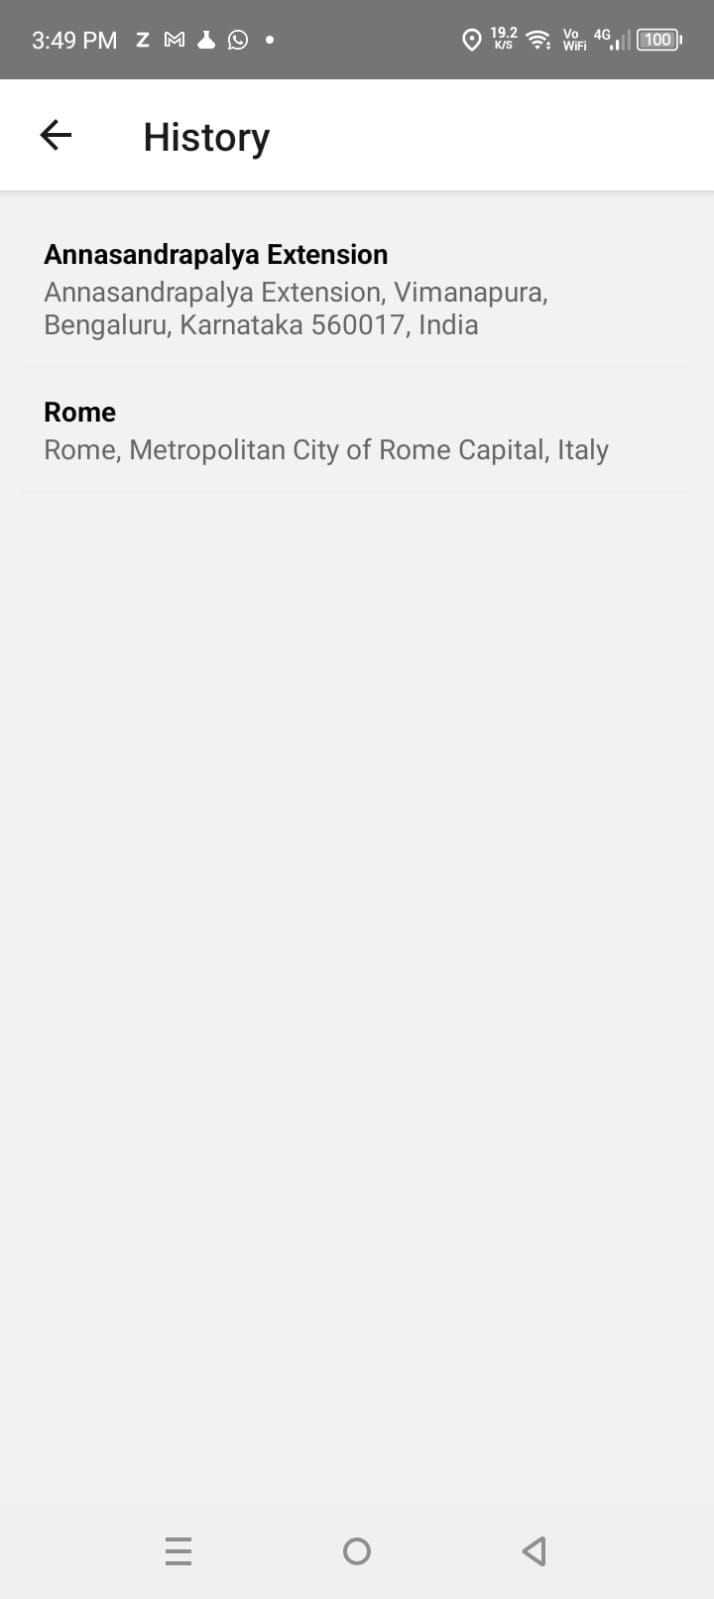 3:49 PM Z
19.2 K/S Vo WiFi 4G 100
History
Annasandrapalya Extension
Annasandrapalya Extension, Vimanapura,
Bengaluru, Karnataka 560017, India
Rome
Rome, Metropolitan City of Rome Capital, Italy